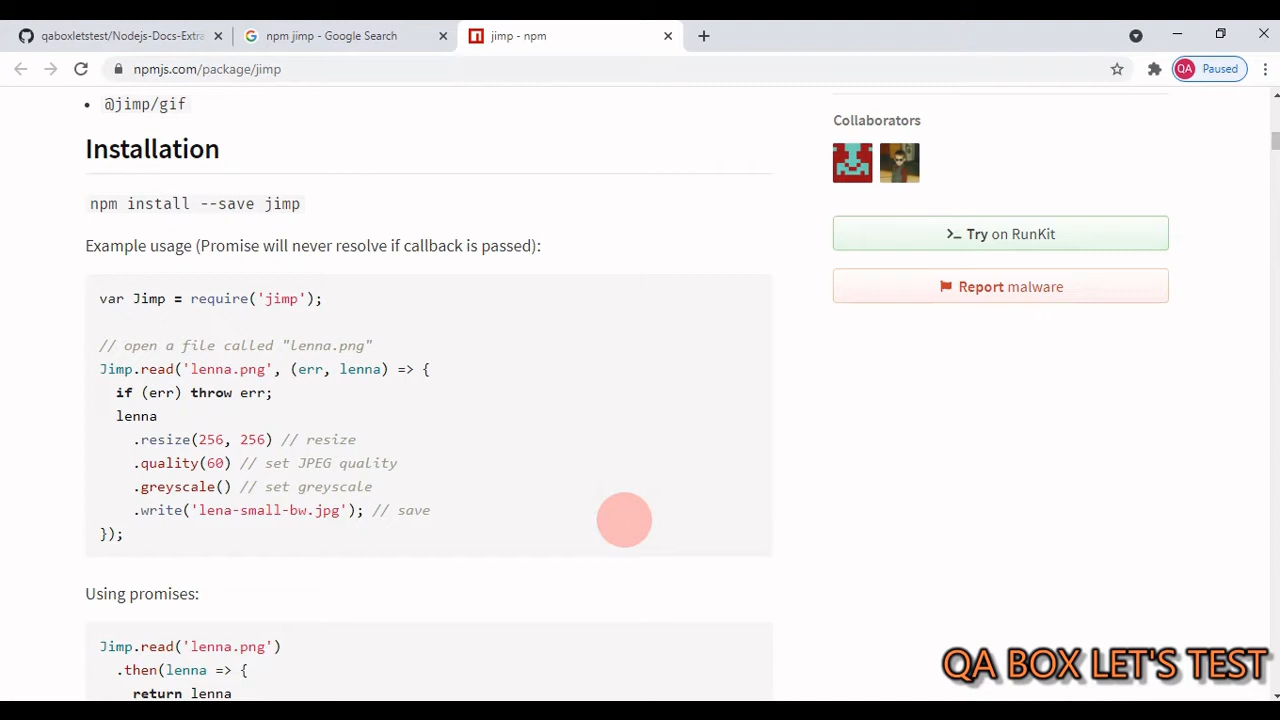 qaboxletstest/Nodejs-Docs-Extra
npm jimp - Google Search
jimp - npm
npmjs.com/package/jimp
QA
Paused
@jimp/gif
Installation
npm install --save jimp
Example usage (Promise will never resolve if callback is passed):
var Jimp = require('jimp');
// open a file called "lenna.png"
Jimp.read('lenna.png', (err, lenna) => {
if (err) throw err;
lenna
.resize(256, 256) // resize
.quality(60) // set JPEG quality
.greyscale() // set greyscale
.write('lena-small-bw.jpg'); // save
});
Using promises:
Jimp.read('lenna.png')
.then(lenna => {
return lenna
Collaborators
>_ Try on RunKit
Report malware
QA BOX LET'S TEST